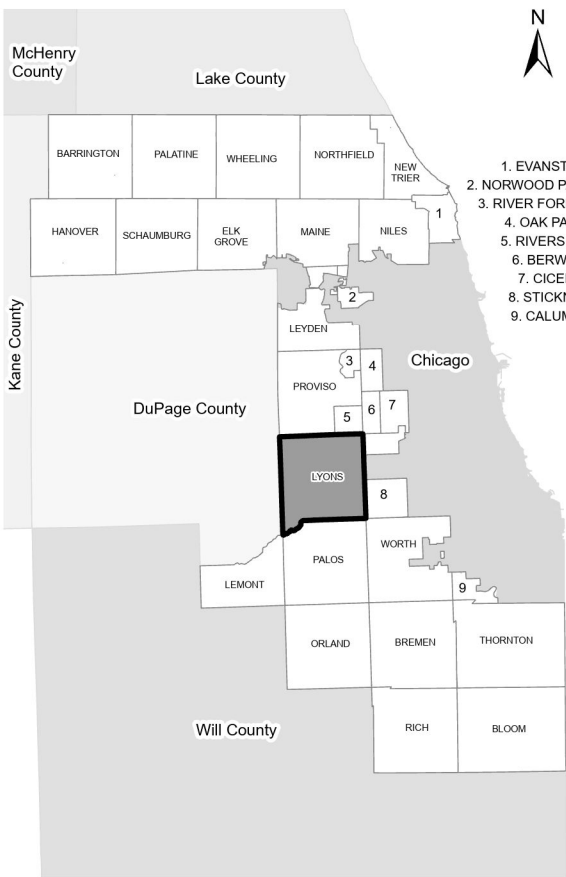 N
McHenry
County
Lake County
BARRINGTON
PALATINE
WHEELING
NORTHFIELD
NEW
TRIER
1. EVANST
2. NORWOOD P
3. RIVER FOR
4. OAK PA
5. RIVERS
6. BERW
7. CICE
8. STICKN
9. CALUM
1
HANOVER
SCHAUMBURG
ELK
GROVE
MAINE
NILES
2
Kane County
LEYDEN
Chicago
3
4
PROVISO
DuPage County
5
6
7
LYONS
8
WORTH
PALOS
LEMONT
9
ORLAND
BREMEN
THORNTON
Will County
RICH
BLOOM